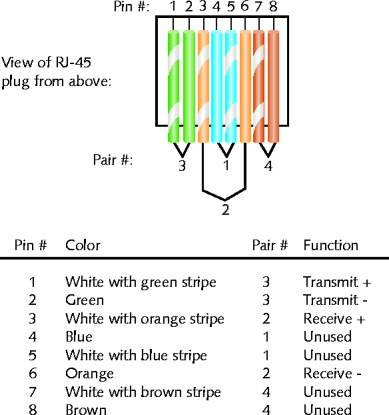 Pin #: 1 2 3 4 5 6 7 8
View of RJ-45
plug from above:
Pair #: 3 1 4
2
Pin # Color Pair # Function
1 White with green stripe 3 Transmit +
2 Green 3 Transmit -
3 White with orange stripe 2 Receive +
4 Blue 1 Unused
5 White with blue stripe 1 Unused
6 Orange 2 Receive -
7 White with brown stripe 4 Unused
8 Brown 4 Unused